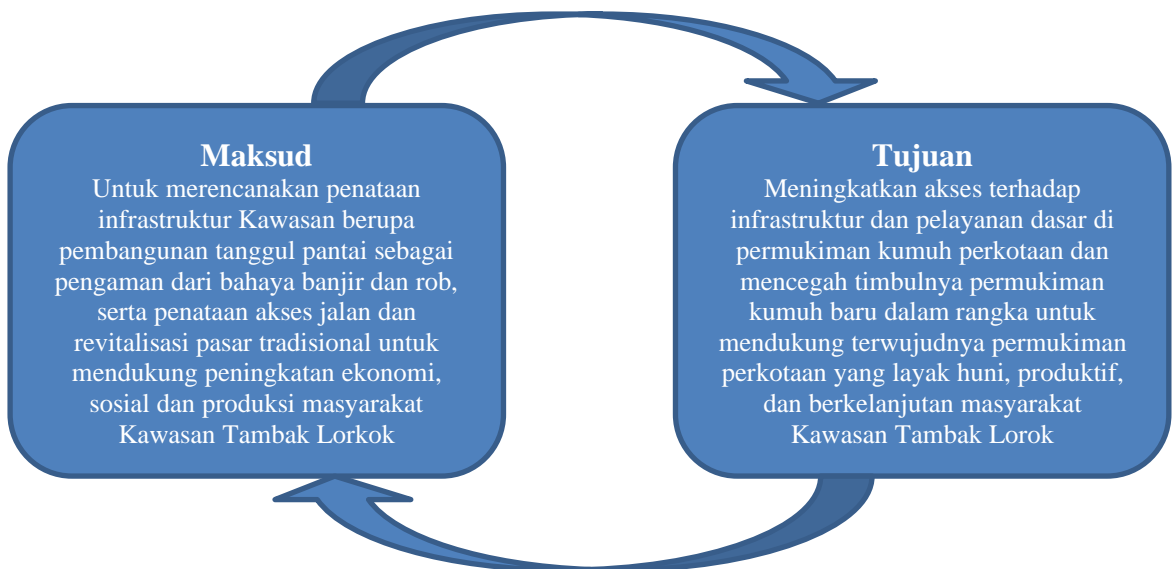 Maksud
Untuk merencanakan penataan
infrastruktur Kawasan berupa
pembangunan tanggul pantai sebagai
pengaman dari bahaya banjir dan rob,
serta penataan akses jalan dan
revitalisasi pasar tradisional untuk
mendukung peningkatan ekonomi,
sosial dan produksi masyarakat
Kawasan Tambak Lorkok
Tujuan
Meningkatkan akses terhadap
infrastruktur dan pelayanan dasar di
permukiman kumuh perkotaan dan
mencegah timbulnya permukiman
kumuh baru dalam rangka untuk
mendukung terwujudnya permukiman
perkotaan yang layak huni, produktif,
dan berkelanjutan masyarakat
Kawasan Tambak Lorok